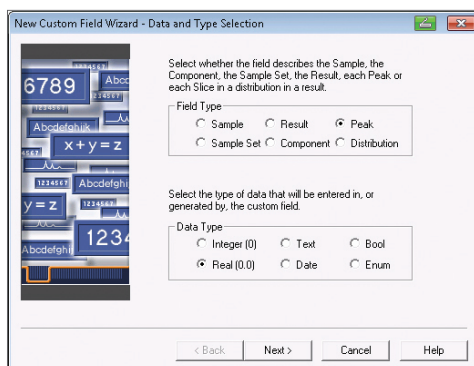 New Custom Field Wizard - Data and Type Selection
6789
Abcd
1234567
Abcdefghijk
x + y = z
1234567
Abcdefghi
y = z
1234
Abcdefghij
Select whether the field describes the Sample, the
Component, the Sample Set, the Result, each Peak or
each Slice in a distribution in a result.
Field Type
Sample Result Peak
Sample Set Component Distribution
Select the type of data that will be entered in, or
generated by, the custom field.
Data Type
Integer (0) Text Bool
Real (0.0) Date Enum
< Back Next > Cancel Help